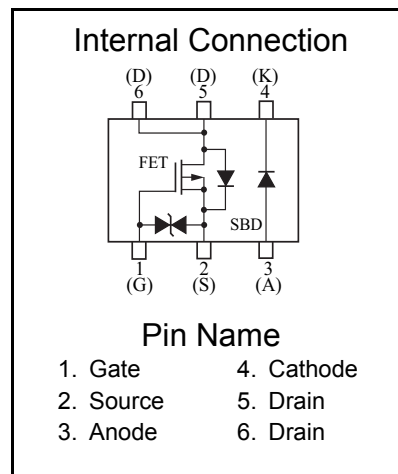 Internal Connection
(D) (D) (K)
6 5 4
FET
SBD
1 2 3
(G) (S) (A)
Pin Name
1. Gate 4. Cathode
2. Source 5. Drain
3. Anode 6. Drain